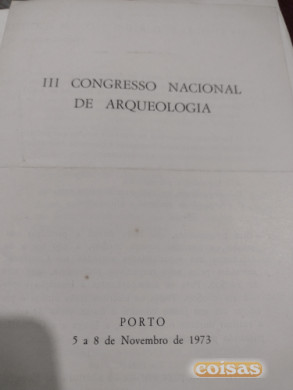 III CONGRESSO NACIONAL
DE ARQUEOLOGIA
PORTO
5 a 8 de Novembro de 1973
coisas